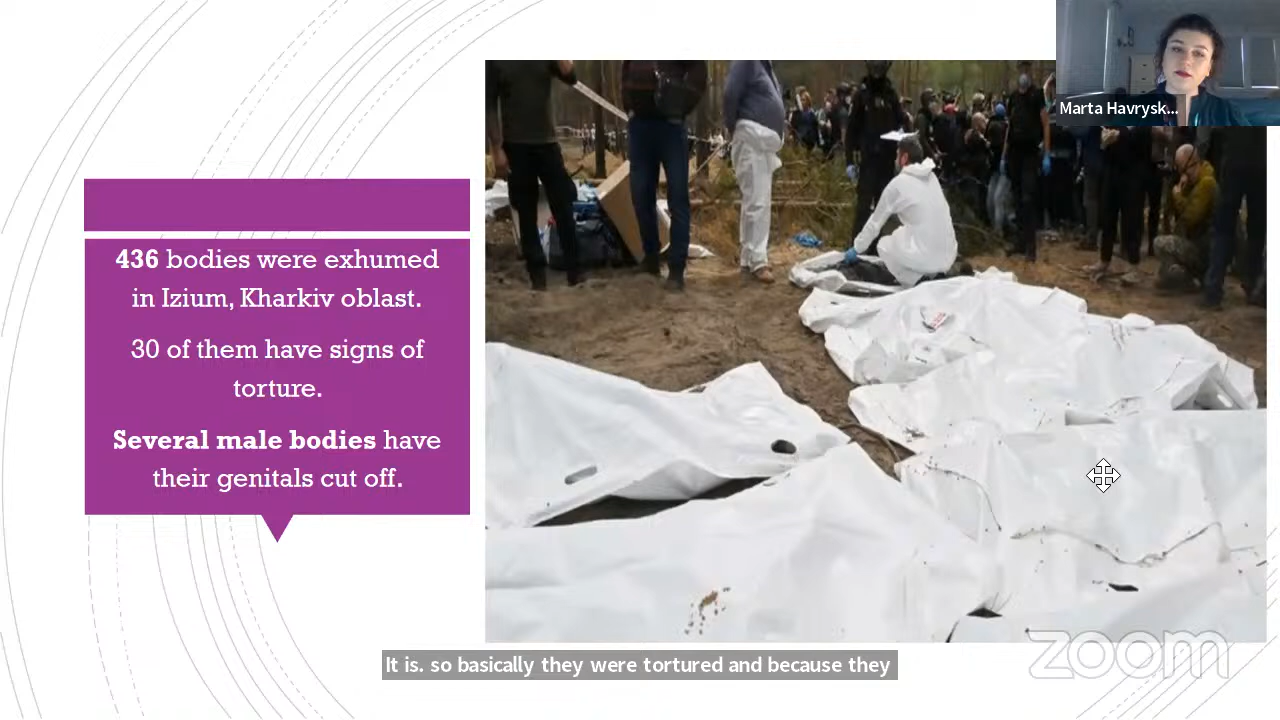 Marta Havrysk...
436 bodies were exhumed
in Izium, Kharkiv oblast.
30 of them have signs of
torture.
Several male bodies have
their genitals cut off.
It is. so basically they were tortured and because they
zoom